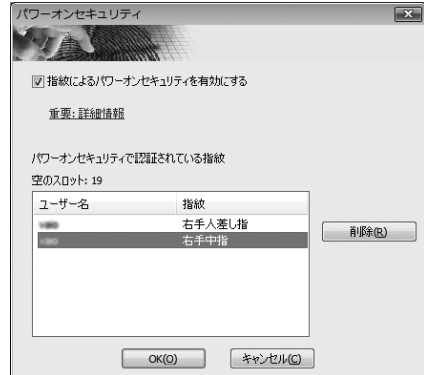 パワーオンセキュリティ
指紋によるパワーオンセキュリティを有効にする
重要: 詳細情報
パワーオンセキュリティで認証されている指紋
空のスロット: 19
ユーザー名 指紋
右手人差し指
右手中指
削除(R)
OK(O) キャンセル(C)